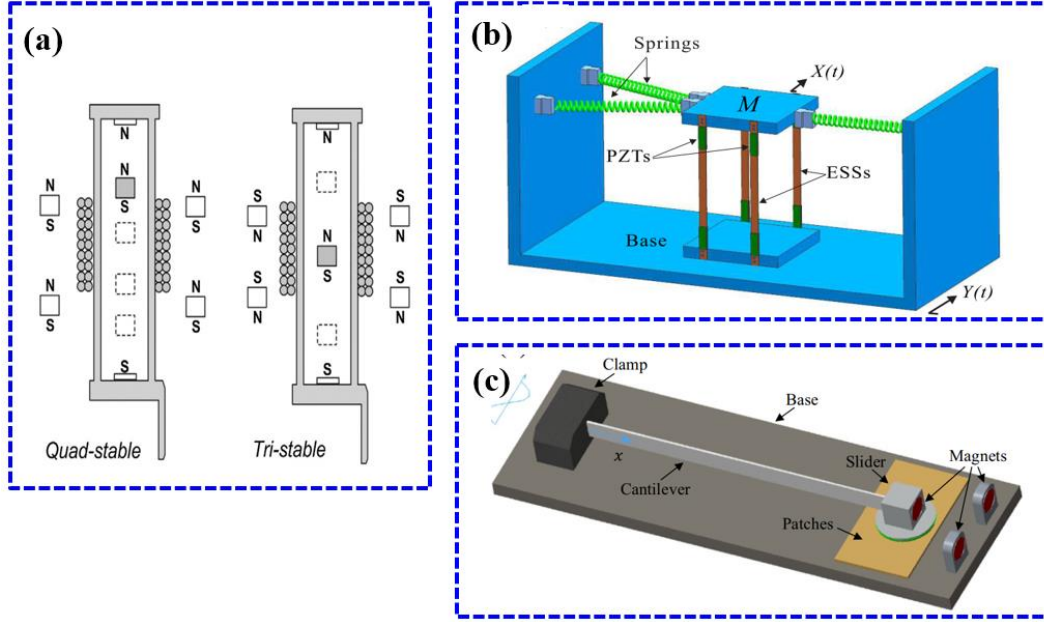 (a)
N
N
S
N
S
N
S
N
S
N
S
S
Quad-stable
N
S
N
S
N
N
S
S
N
S
N
S
Tri-stable
(b)
Springs
X(t)
M
PZTs
ESSs
Base
Y(t)
(c)
Clamp
Base
x
Cantilever
Slider
Magnets
Patches